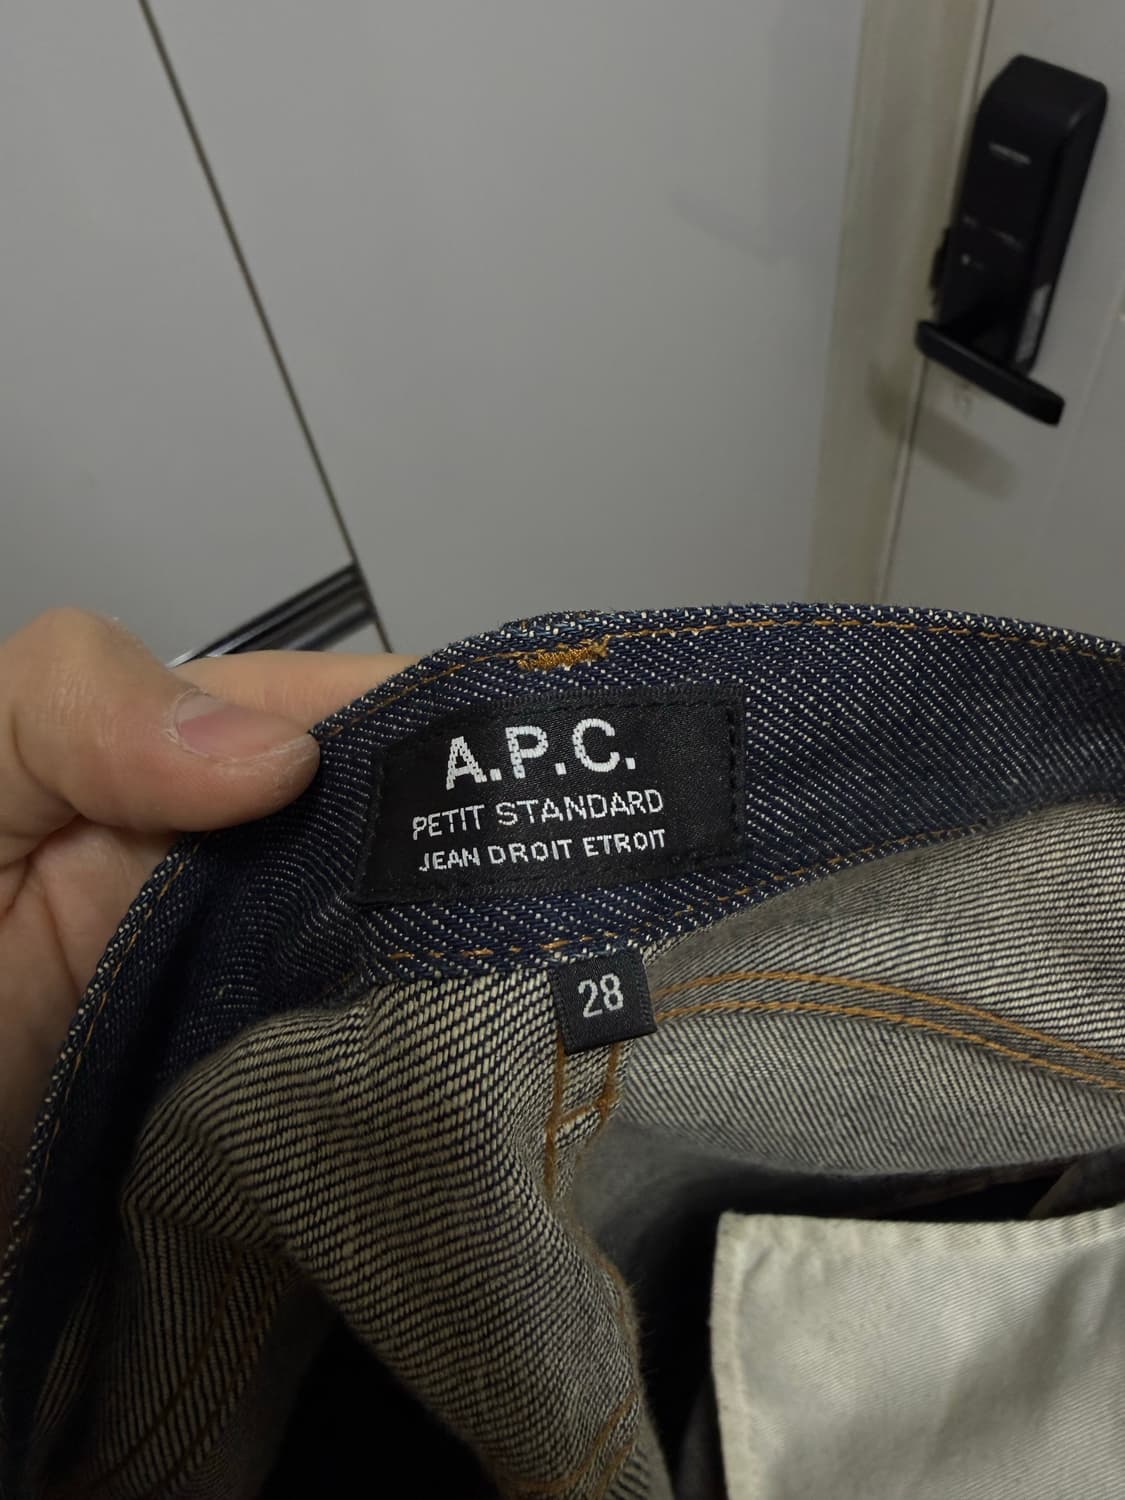 A.P.C.
PETIT STANDARD
JEAN DROIT ETROIT
28